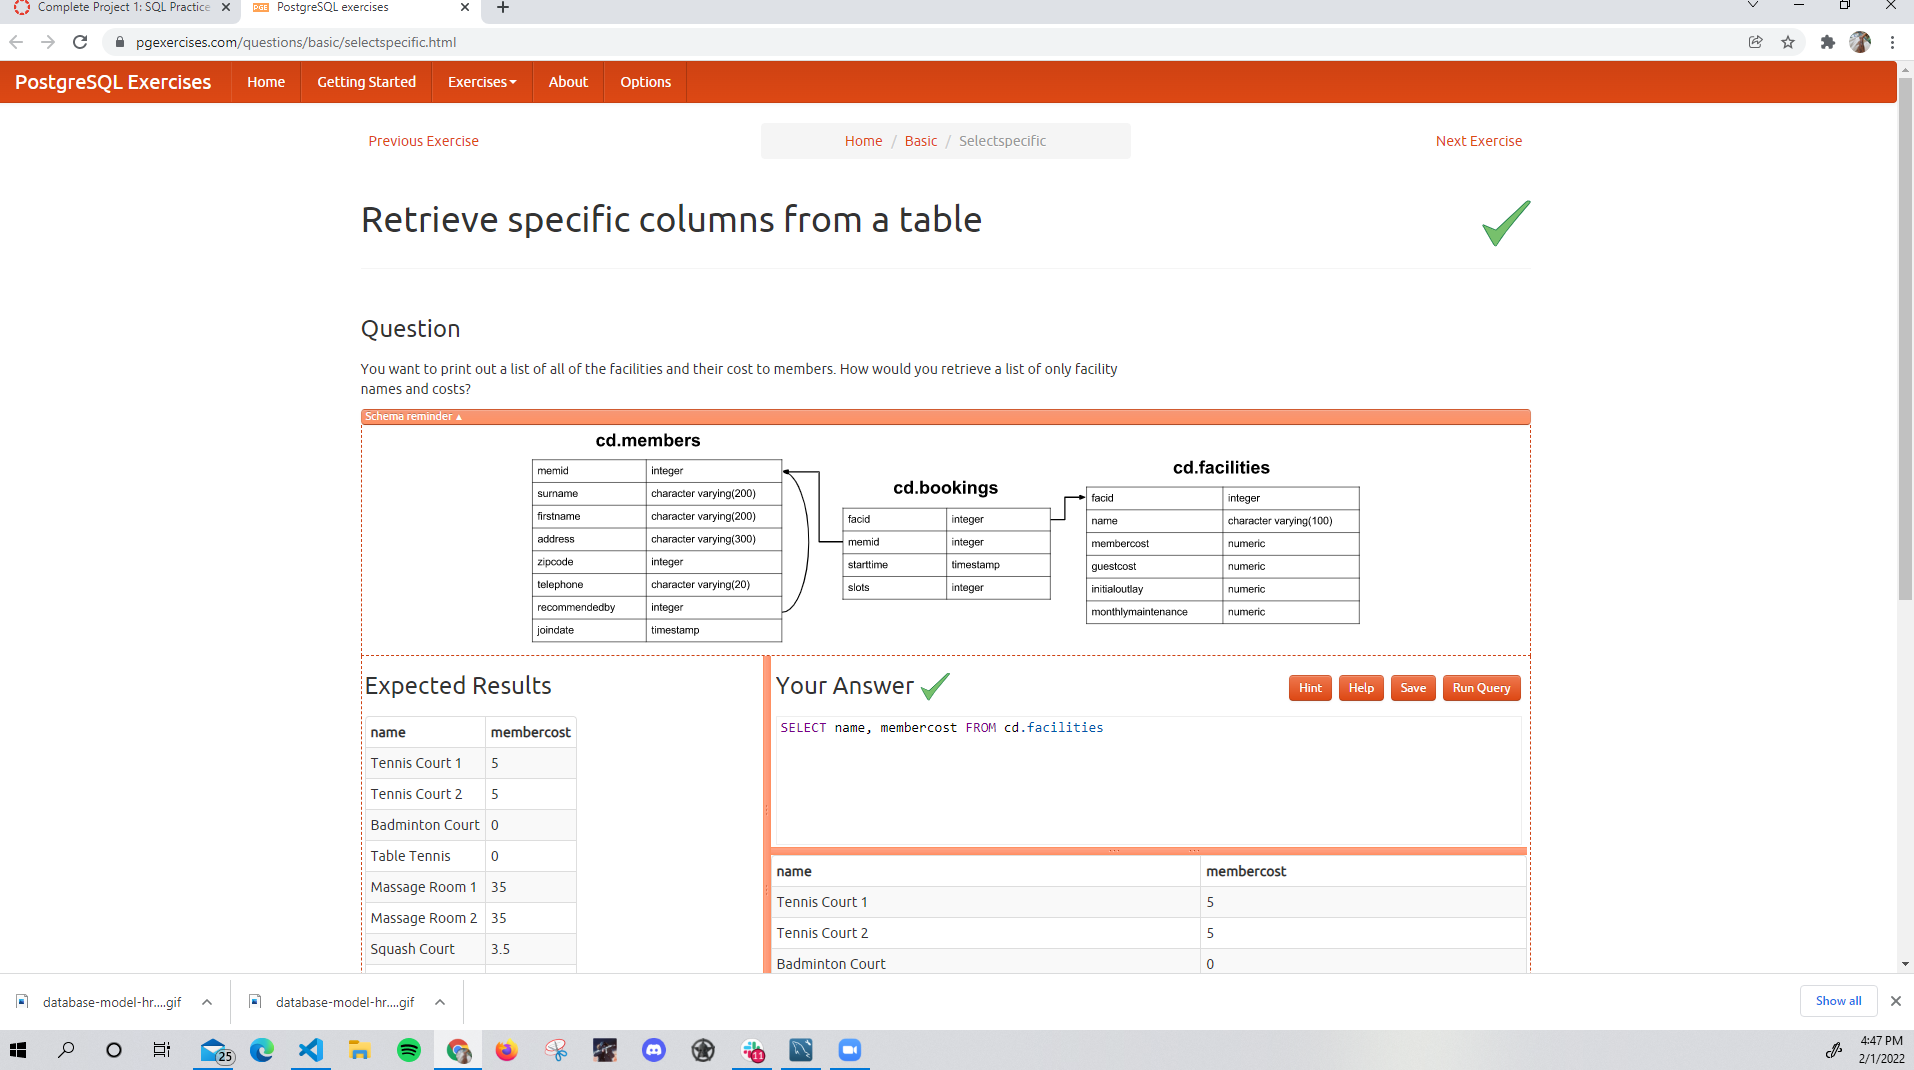 Complete Project 1: SQL Practice
PostgreSQL exercises
pgexercises.com/questions/basic/selectspecific.html
PostgreSQL Exercises
Home
Getting Started
Exercises
About
Options
Previous Exercise
Home / Basic / Selectspecific
Next Exercise
Retrieve specific columns from a table
Question
You want to print out a list of all of the facilities and their cost to members. How would you retrieve a list of only facility
names and costs?
Schema reminder ▲
cd.members
memid integer
surname character varying(200)
firstname character varying(200)
address character varying(300)
zipcode integer
telephone character varying(20)
recommendedby integer
joindate timestamp
cd.bookings
facid integer
memid integer
starttime timestamp
slots integer
cd.facilities
facid integer
name character varying(100)
membercost numeric
guestcost numeric
initialoutlay numeric
monthlymaintenance numeric
Expected Results
name membercost
Tennis Court 1 5
Tennis Court 2 5
Badminton Court 0
Table Tennis 0
Massage Room 1 35
Massage Room 2 35
Squash Court 3.5
Your Answer
Hint
Help
Save
Run Query
SELECT name, membercost FROM cd.facilities
name membercost
Tennis Court 1 5
Tennis Court 2 5
Badminton Court 0
database-model-hr....gif
database-model-hr....gif
Show all
25
11
4:47 PM
2/1/2022